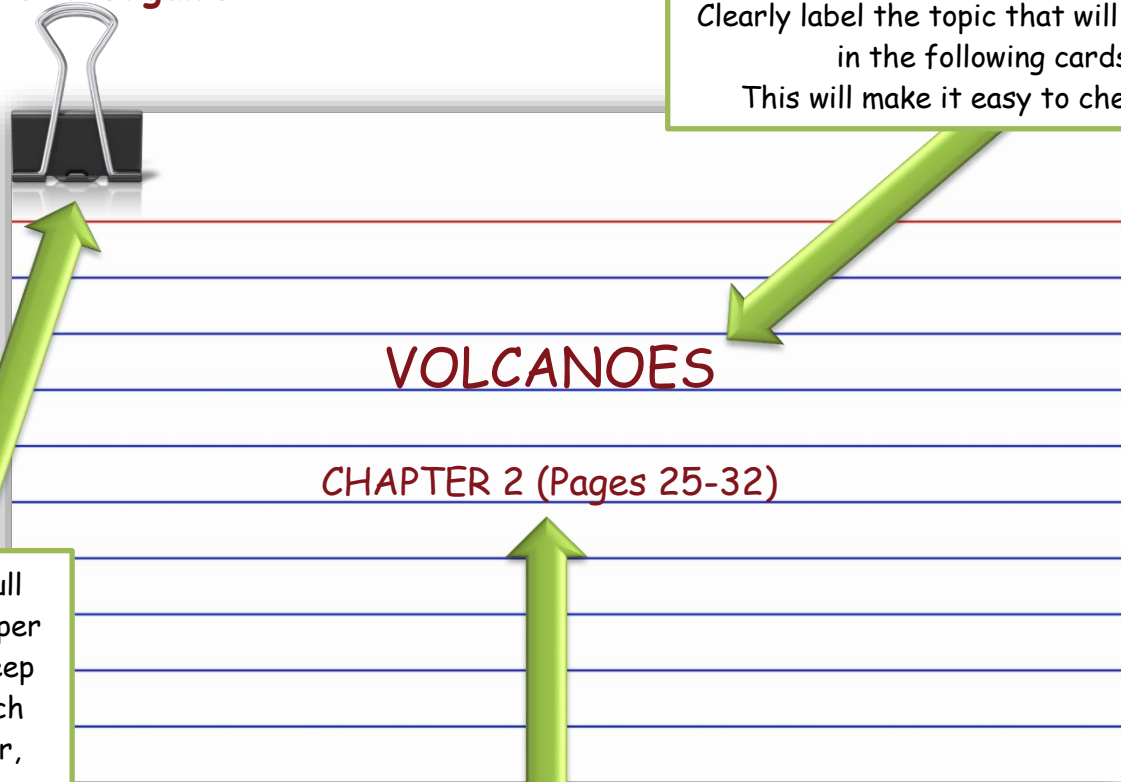 Clearly label the topic that will
in the following cards
This will make it easy to che
VOLCANOES
CHAPTER 2 (Pages 25-32)
ull
per
eep
ch
r,